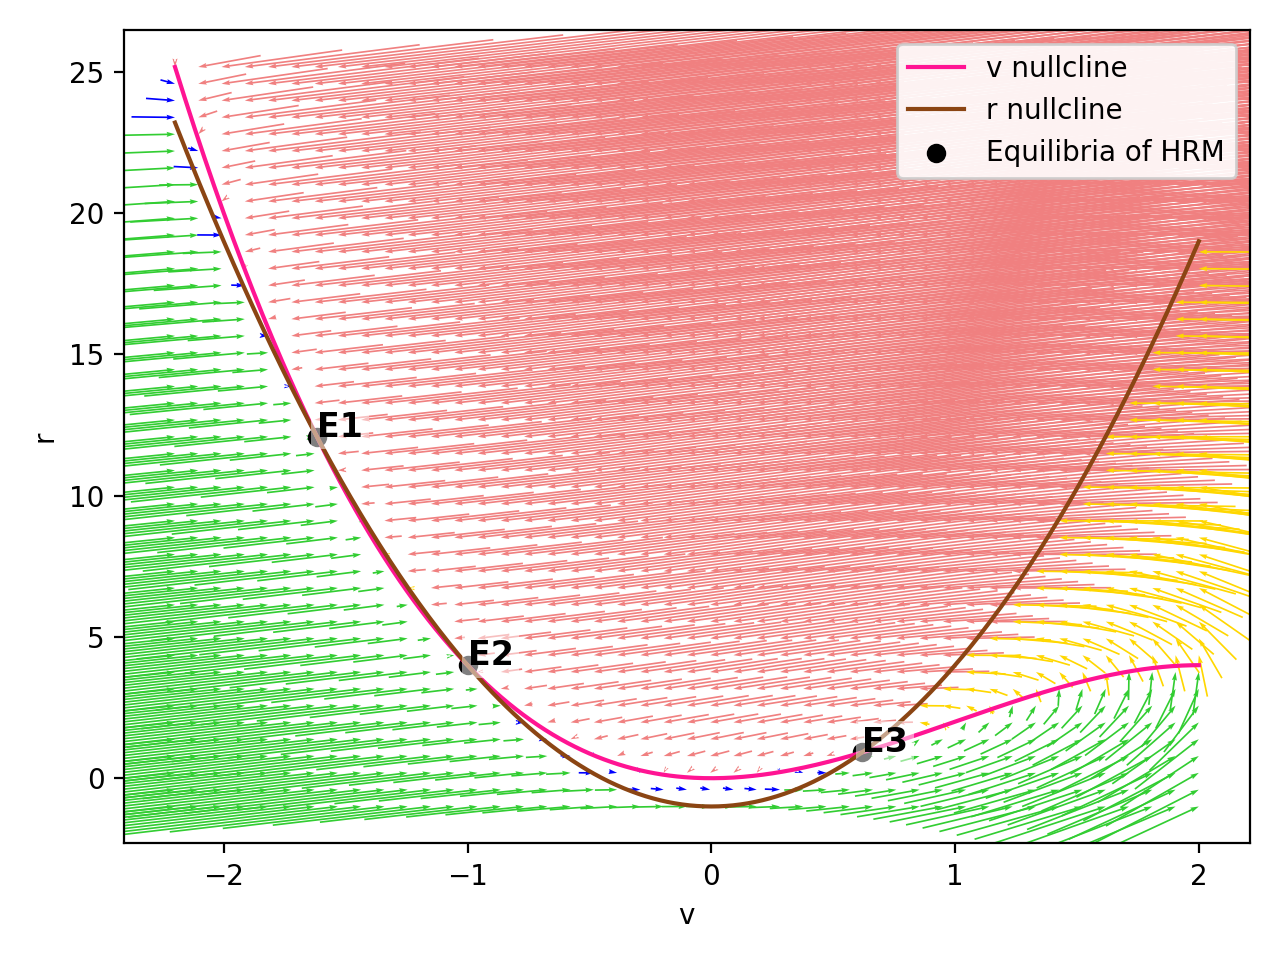 v nullcline
r nullcline
Equilibria of HRM
25
20
15
10
5
0
r
E1
E2
E3
−2
−1
0
1
2
v